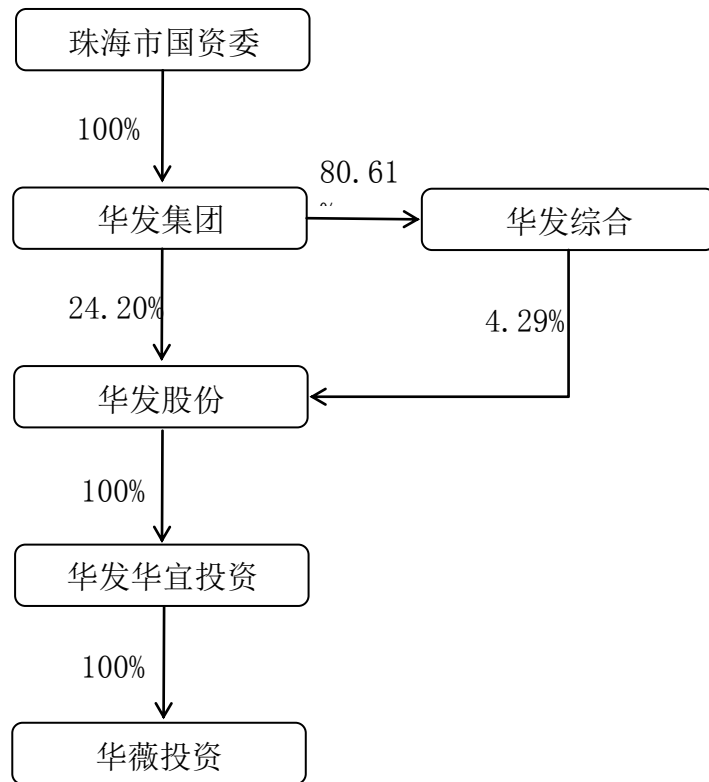 珠海市国资委
100%
80.61
%
华发集团
华发综合
24.20%
4.29%
华发股份
100%
华发华宜投资
100%
华薇投资